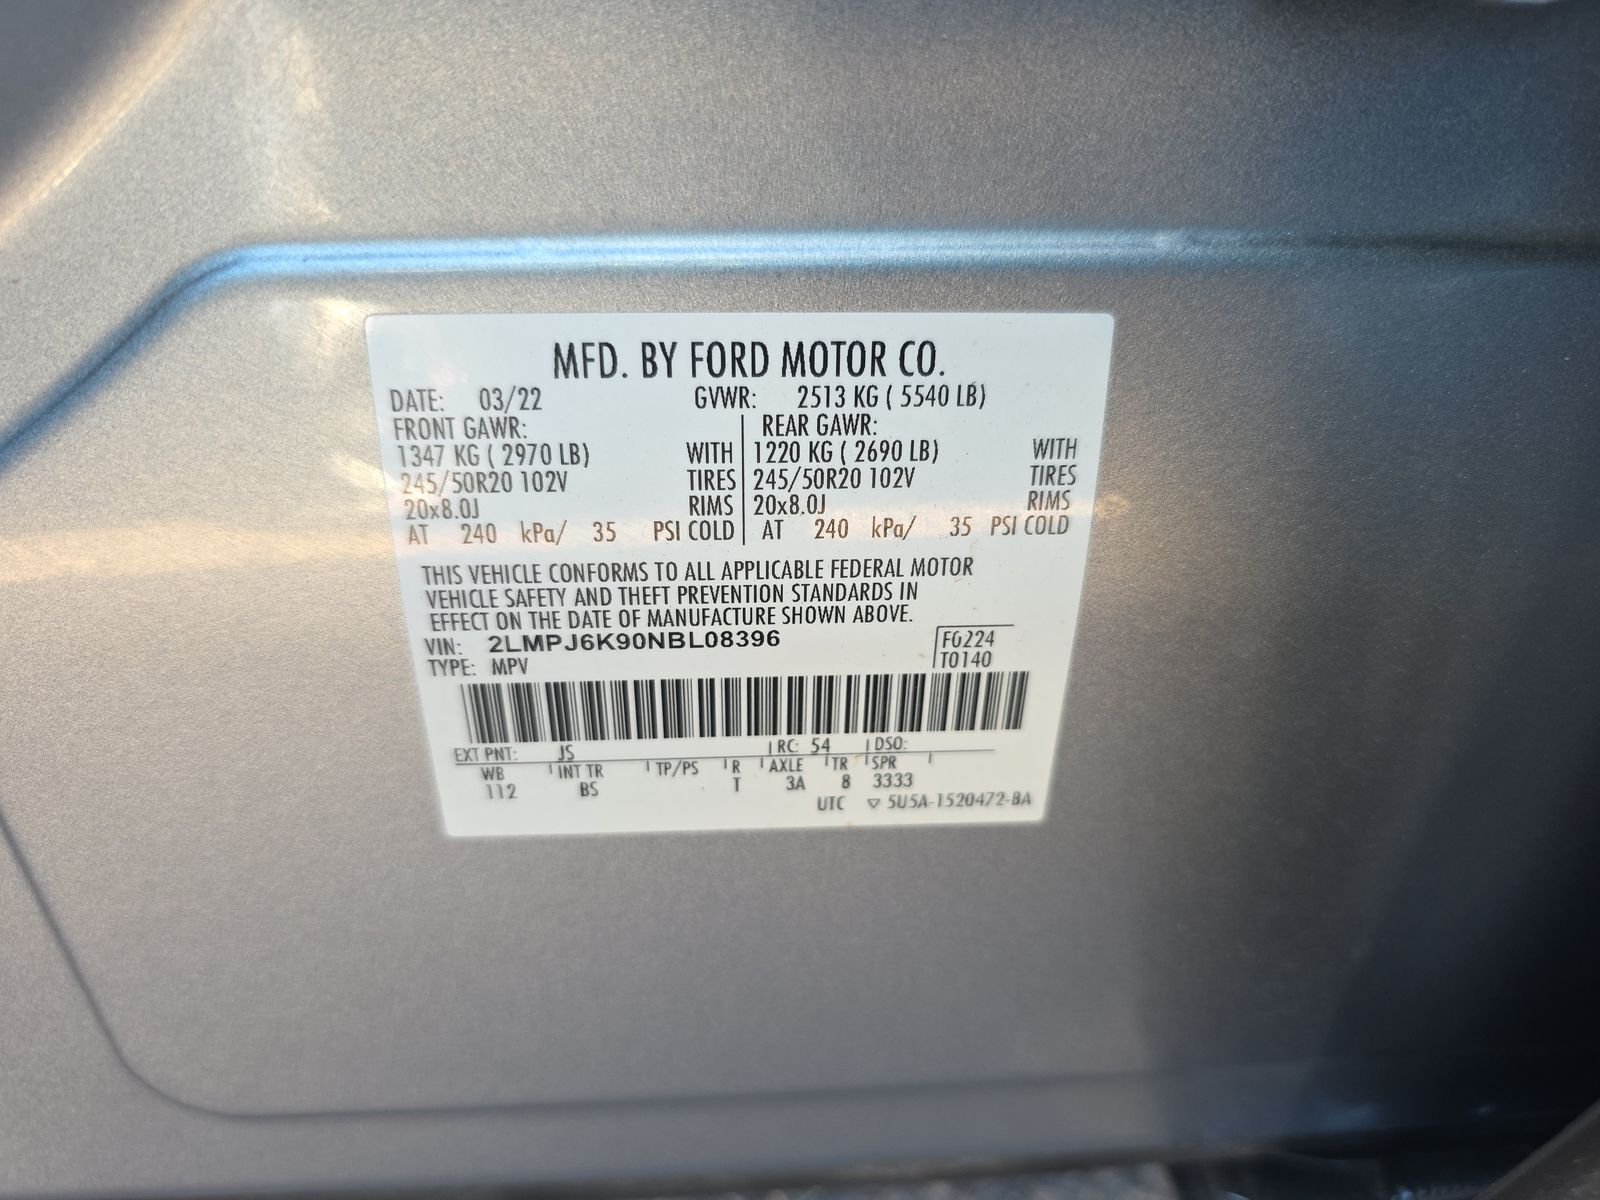 MFD. BY FORD MOTOR CO.
DATE: 03/22 GVWR: 2513 KG ( 5540 LB)
FRONT GAWR: REAR GAWR:
1347 KG ( 2970 LB) WITH 1220 KG ( 2690 LB) WITH
245/50R20 102V TIRES 245/50R20 102V TIRES
20x8.0J RIMS 20x8.0J RIMS
AT 240 kPa/ 35 PSI COLD AT 240 kPa/ 35 PSI COLD
THIS VEHICLE CONFORMS TO ALL APPLICABLE FEDERAL MOTOR
VEHICLE SAFETY AND THEFT PREVENTION STANDARDS IN
EFFECT ON THE DATE OF MANUFACTURE SHOWN ABOVE.
VIN: 2LMPJ6K90NBL08396 F0224
TYPE: MPV T0140
EXT PNT: JS RC: 54 DSO:
WB INT TR TP/PS R AXLE TR SPR
112 BS T 3A 8 3333
UTC ▽ 5U5A-1520472-BA